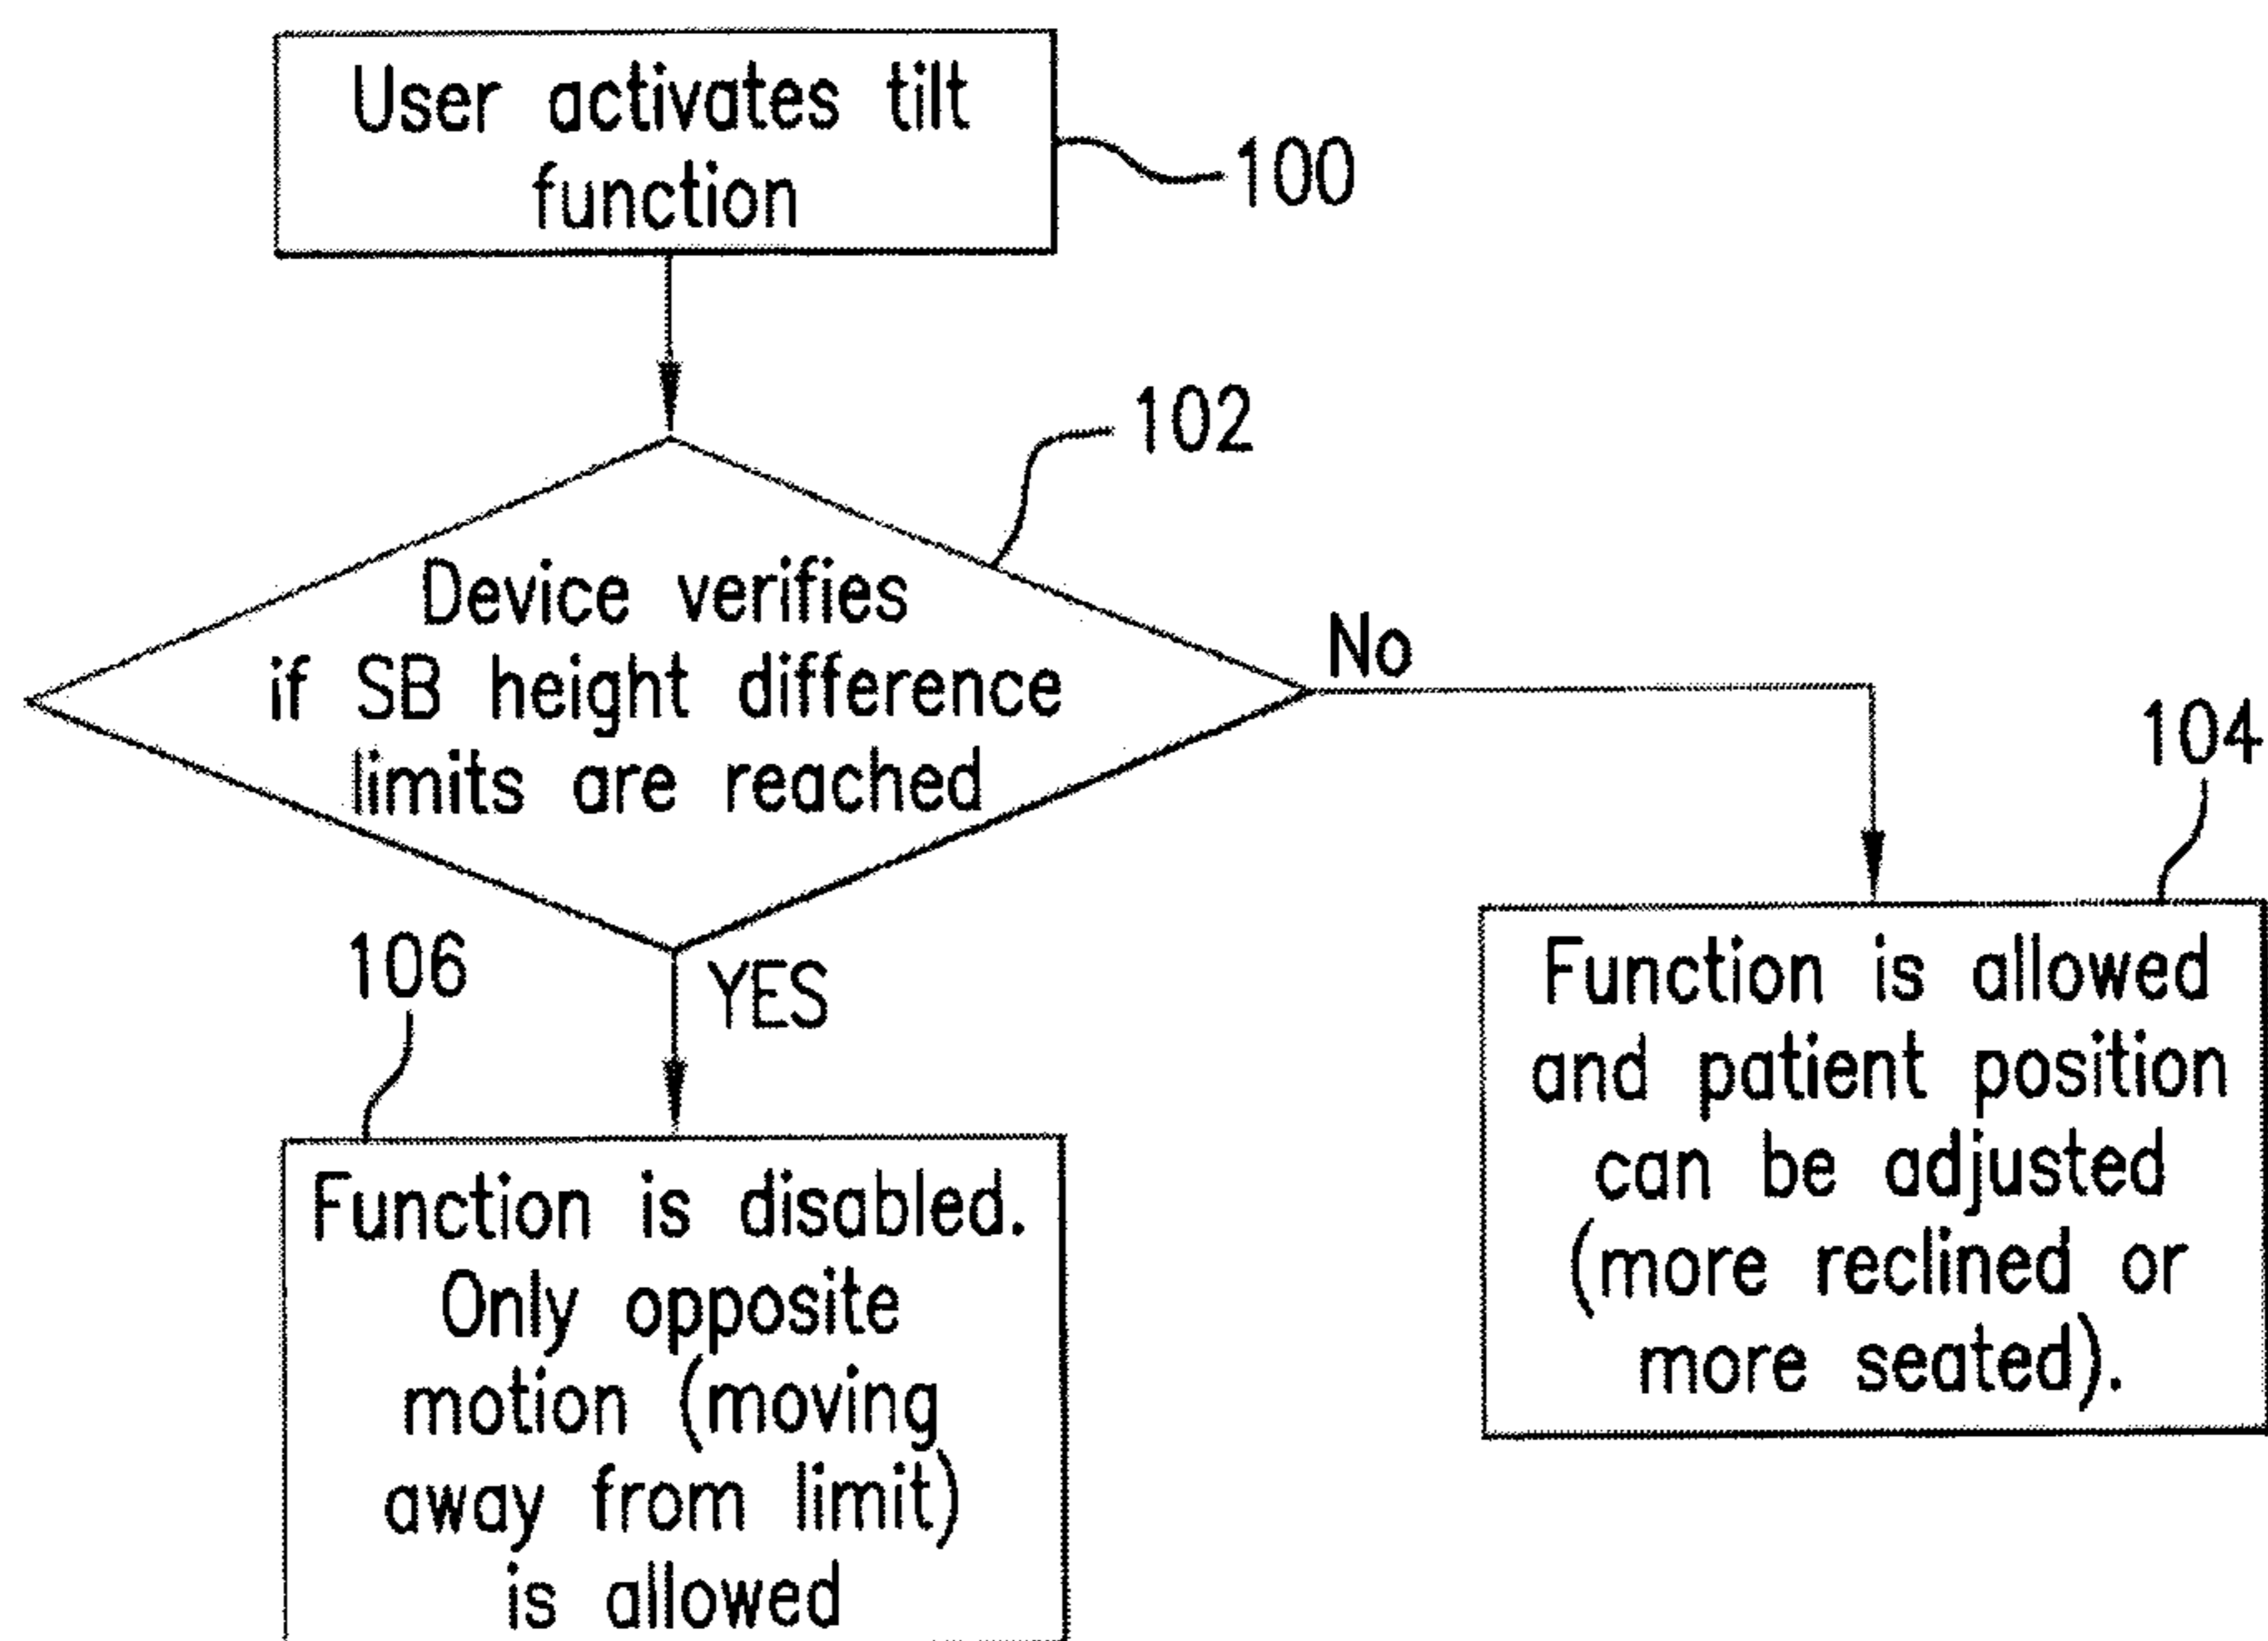 User activates tilt
function
100
102
Device verifies
if SB height difference
limits are reached
No
104
Function is allowed
and patient position
can be adjusted
(more reclined or
more seated).
106
YES
Function is disabled.
Only opposite
motion (moving
away from limit)
is allowed